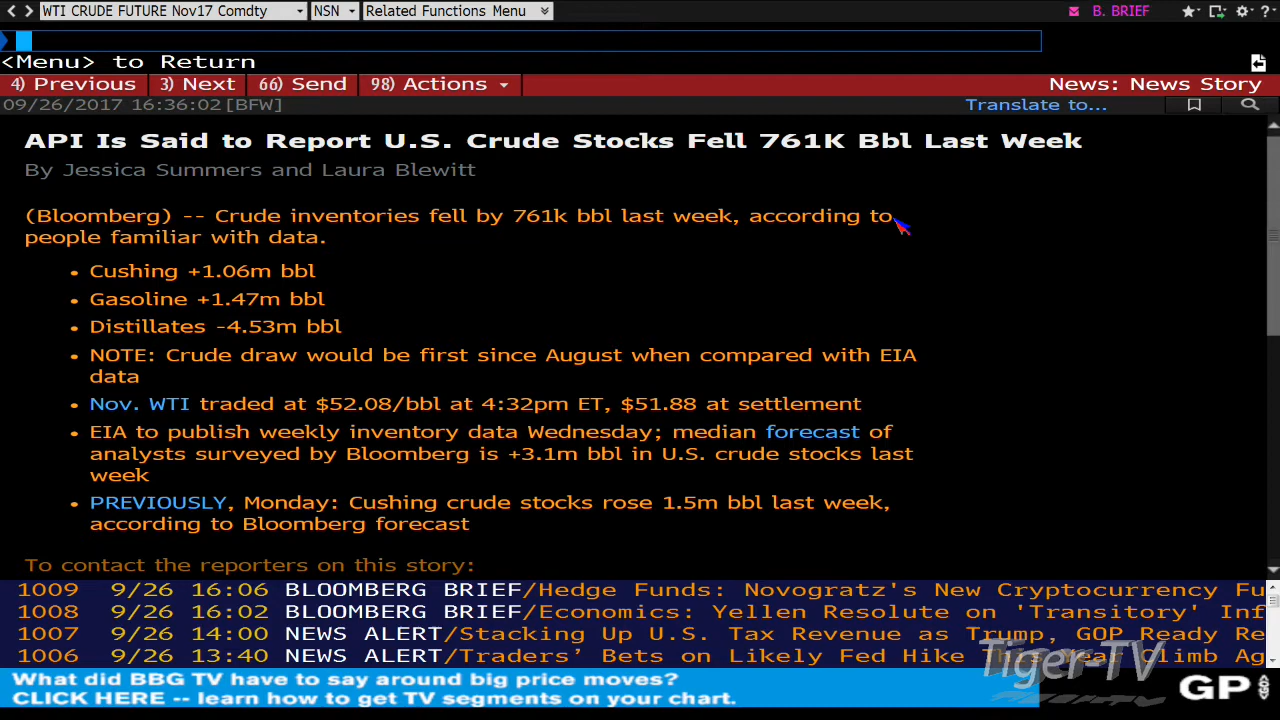 WTI CRUDE FUTURE Nov17 Comdty NSN Related Functions Menu B. BRIEF
<Menu> to Return
4) Previous 3) Next 66) Send 98) Actions News: News Story
09/26/2017 16:36:02 [BFW] Translate to...
API Is Said to Report U.S. Crude Stocks Fell 761K Bbl Last Week
By Jessica Summers and Laura Blewitt
(Bloomberg) -- Crude inventories fell by 761k bbl last week, according to
people familiar with data.
• Cushing +1.06m bbl
• Gasoline +1.47m bbl
• Distillates -4.53m bbl
• NOTE: Crude draw would be first since August when compared with EIA
data
• Nov. WTI traded at $52.08/bbl at 4:32pm ET, $51.88 at settlement
• EIA to publish weekly inventory data Wednesday; median forecast of
analysts surveyed by Bloomberg is +3.1m bbl in U.S. crude stocks last
week
• PREVIOUSLY, Monday: Cushing crude stocks rose 1.5m bbl last week,
according to Bloomberg forecast
To contact the reporters on this story:
1009 9/26 16:06 BLOOMBERG BRIEF/Hedge Funds: Novogratz's New Cryptocurrency Fu
1008 9/26 16:02 BLOOMBERG BRIEF/Economics: Yellen Resolute on 'Transitory' Inf
1007 9/26 14:00 NEWS ALERT/Stacking Up U.S. Tax Revenue as Trump, GOP Ready Re
1006 9/26 13:40 NEWS ALERT/Traders' Bets on Likely Fed Hike This Year Climb Ag
Tiger-TV
What did BBG TV have to say around big price moves?
CLICK HERE -- learn how to get TV segments on your chart.
GP